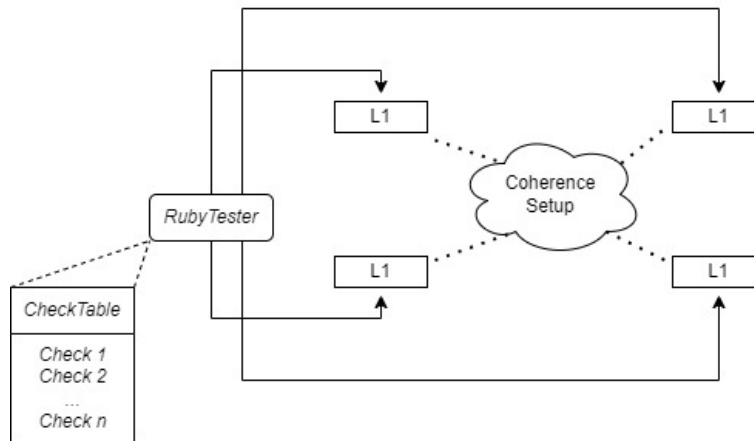 L1
L1
Coherence
Setup
RubyTester
L1
L1
CheckTable
Check 1
Check 2
...
Check n